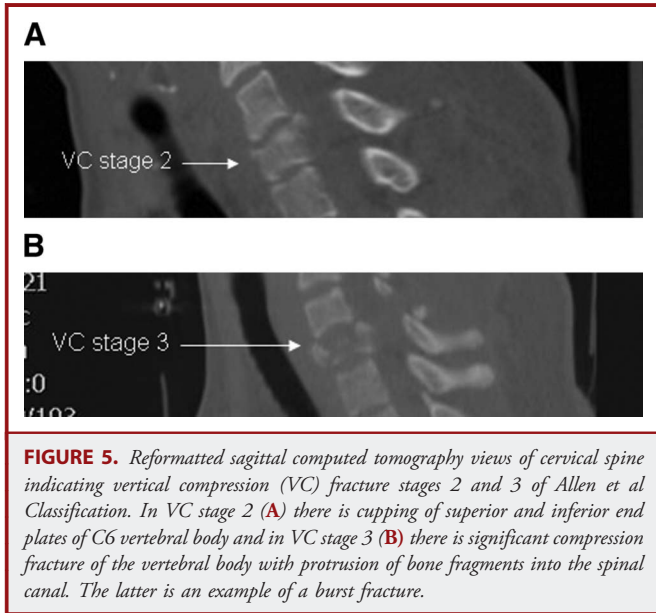 A
VC stage 2
B
21
VC stage 3
:0
FIGURE 5. Reformatted sagittal computed tomography views of cervical spine
indicating vertical compression (VC) fracture stages 2 and 3 of Allen et al
Classification. In VC stage 2 (A) there is cupping of superior and inferior end
plates of C6 vertebral body and in VC stage 3 (B) there is significant compression
fracture of the vertebral body with protrusion of bone fragments into the spinal
canal. The latter is an example of a burst fracture.